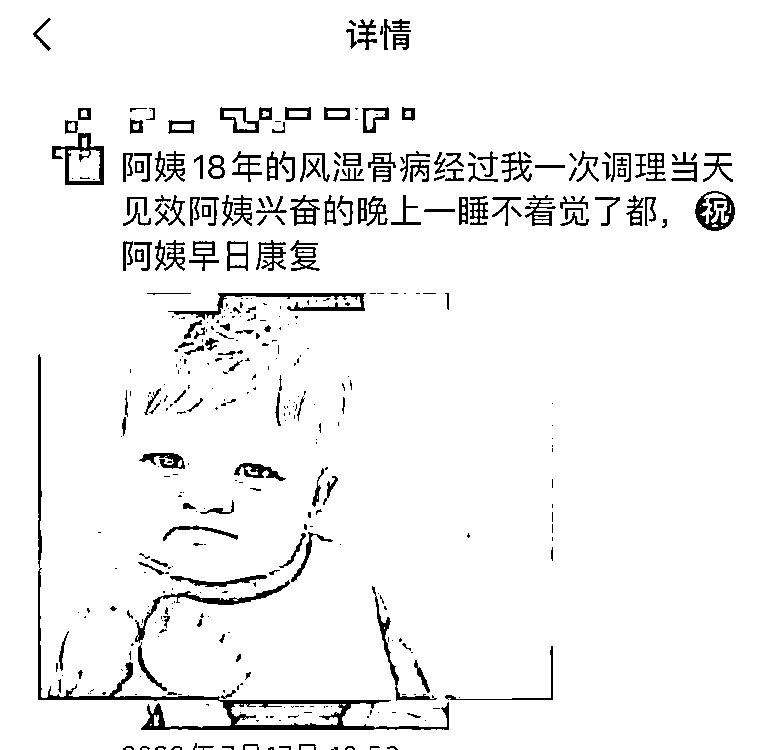 详情
阿姨18年的风湿骨病经过我一次调理当天
见效阿姨兴奋的晚上一睡不着觉了都，㊗
阿姨早日康复